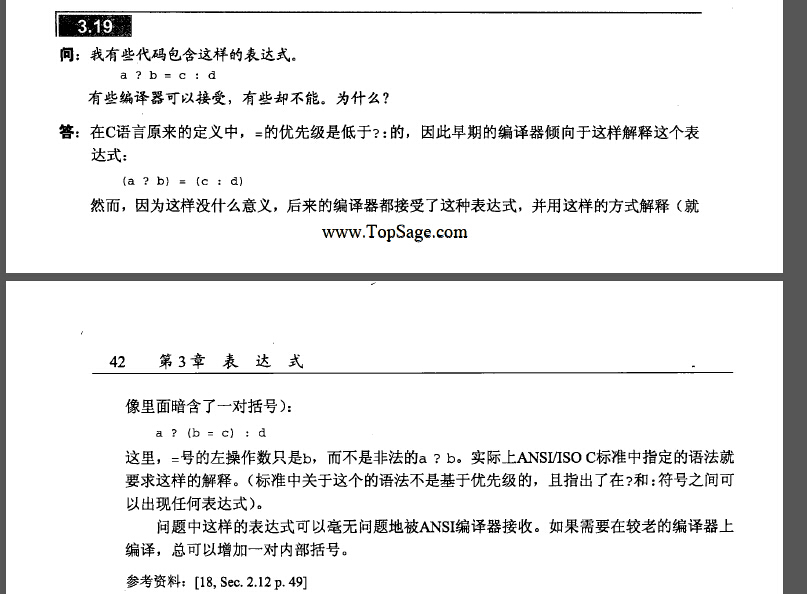 3.19
问：我有些代码包含这样的表达式。
a ? b = c : d
有些编译器可以接受，有些却不能。为什么？
答：在C语言原来的定义中，=的优先级是低于?:的，因此早期的编译器倾向于这样解释这个表
达式：
(a ? b) = (c : d)
然而，因为这样没什么意义，后来的编译器都接受了这种表达式，并用这样的方式解释（就
www.TopSage.com
42 第 3 章 表 达 式
像里面暗含了一对括号）：
a ? (b = c) : d
这里，=号的左操作数只是b，而不是非法的a ? b。实际上ANSI/ISO C标准中指定的语法就
要求这样的解释。（标准中关于这个的语法不是基于优先级的，且指出了在?和:符号之间可
以出现任何表达式）。
问题中这样的表达式可以毫无问题地被ANSI编译器接收。如果需要在较老的编译器上
编译，总可以增加一对内部括号。
参考资料：[18, Sec. 2.12 p. 49]